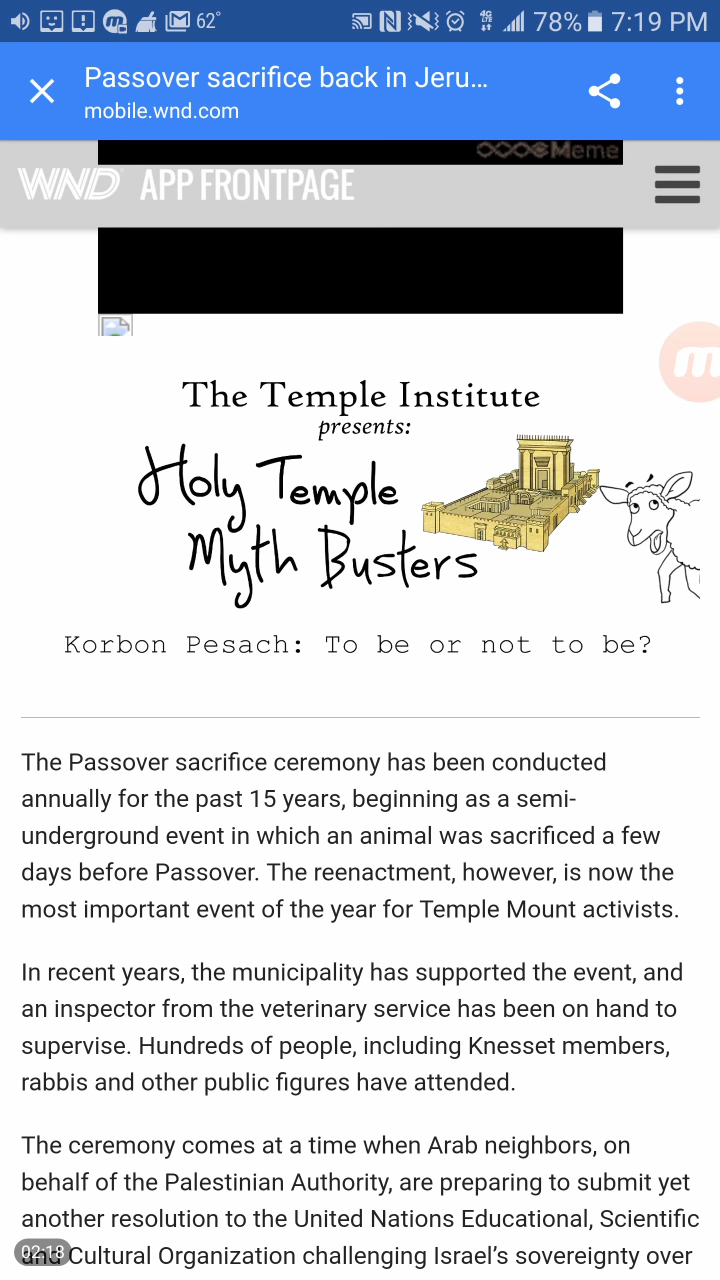 62°
4G LTE
78%
7:19 PM
Passover sacrifice back in Jeru...
mobile.wnd.com
Meme
WND APP FRONTPAGE
The Temple Institute
presents:
Holy Temple
Myth Busters
Korbon Pesach: To be or not to be?
The Passover sacrifice ceremony has been conducted
annually for the past 15 years, beginning as a semi-
underground event in which an animal was sacrificed a few
days before Passover. The reenactment, however, is now the
most important event of the year for Temple Mount activists.
In recent years, the municipality has supported the event, and
an inspector from the veterinary service has been on hand to
supervise. Hundreds of people, including Knesset members,
rabbis and other public figures have attended.
The ceremony comes at a time when Arab neighbors, on
behalf of the Palestinian Authority, are preparing to submit yet
another resolution to the United Nations Educational, Scientific
02:18
and Cultural Organization challenging Israel’s sovereignty over